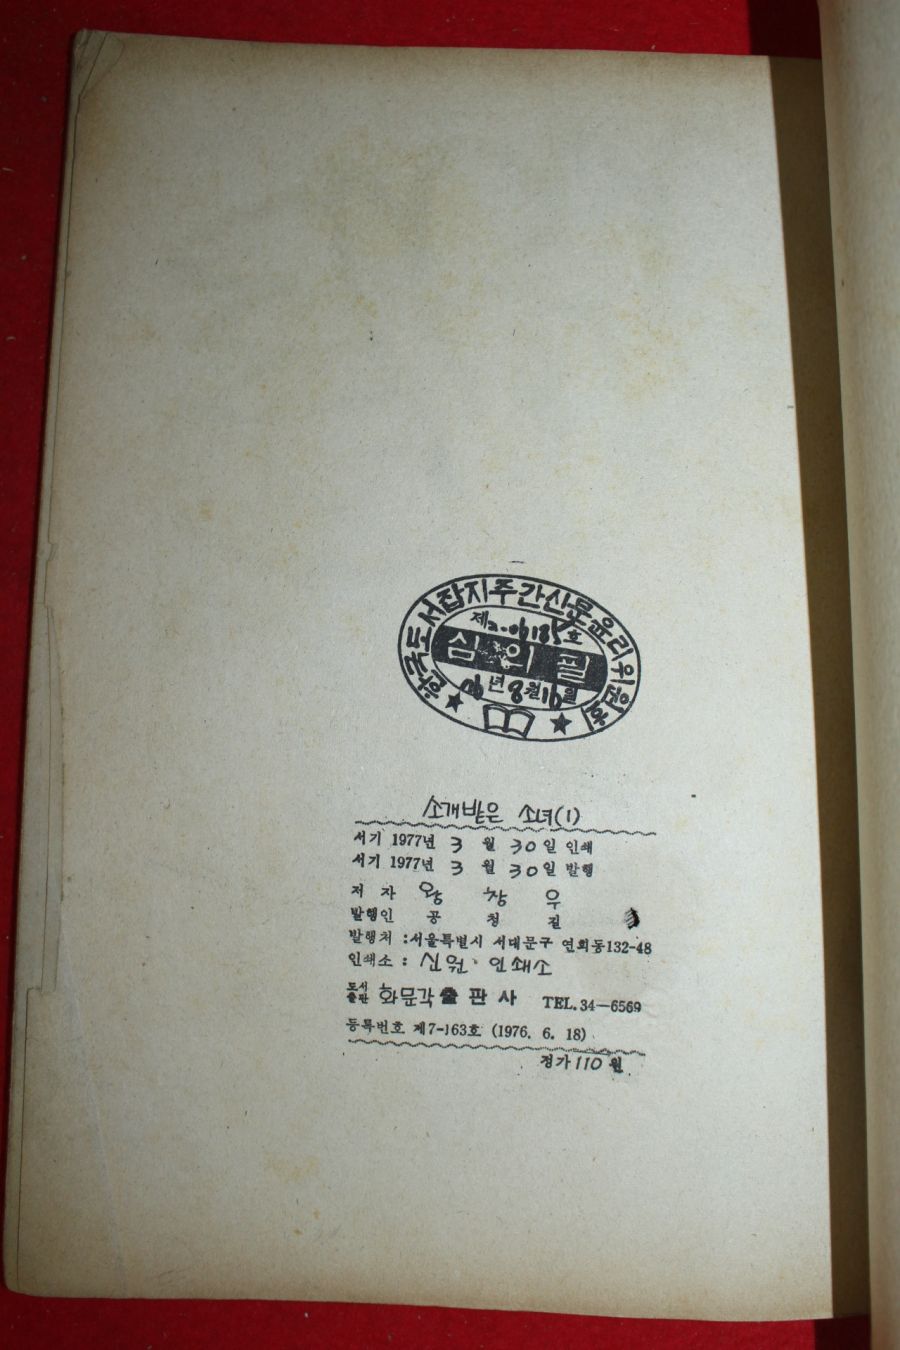 한국도서잡지주간신문윤리위원회
심의필
소개받은 소녀(1)
서기 1977년 3 월 30일 인쇄
서기 1977년 3 월 30일 발행
저 자 왕 창 우
발행인 공 청 길
발행처 :서울특별시 서대문구 연희동132-48
인쇄소 : 신원·인쇄소
도서출판 화문각 출판사 TEL.34-6569
등록번호 제7-163호 (1976. 6. 18)
정가 110 원